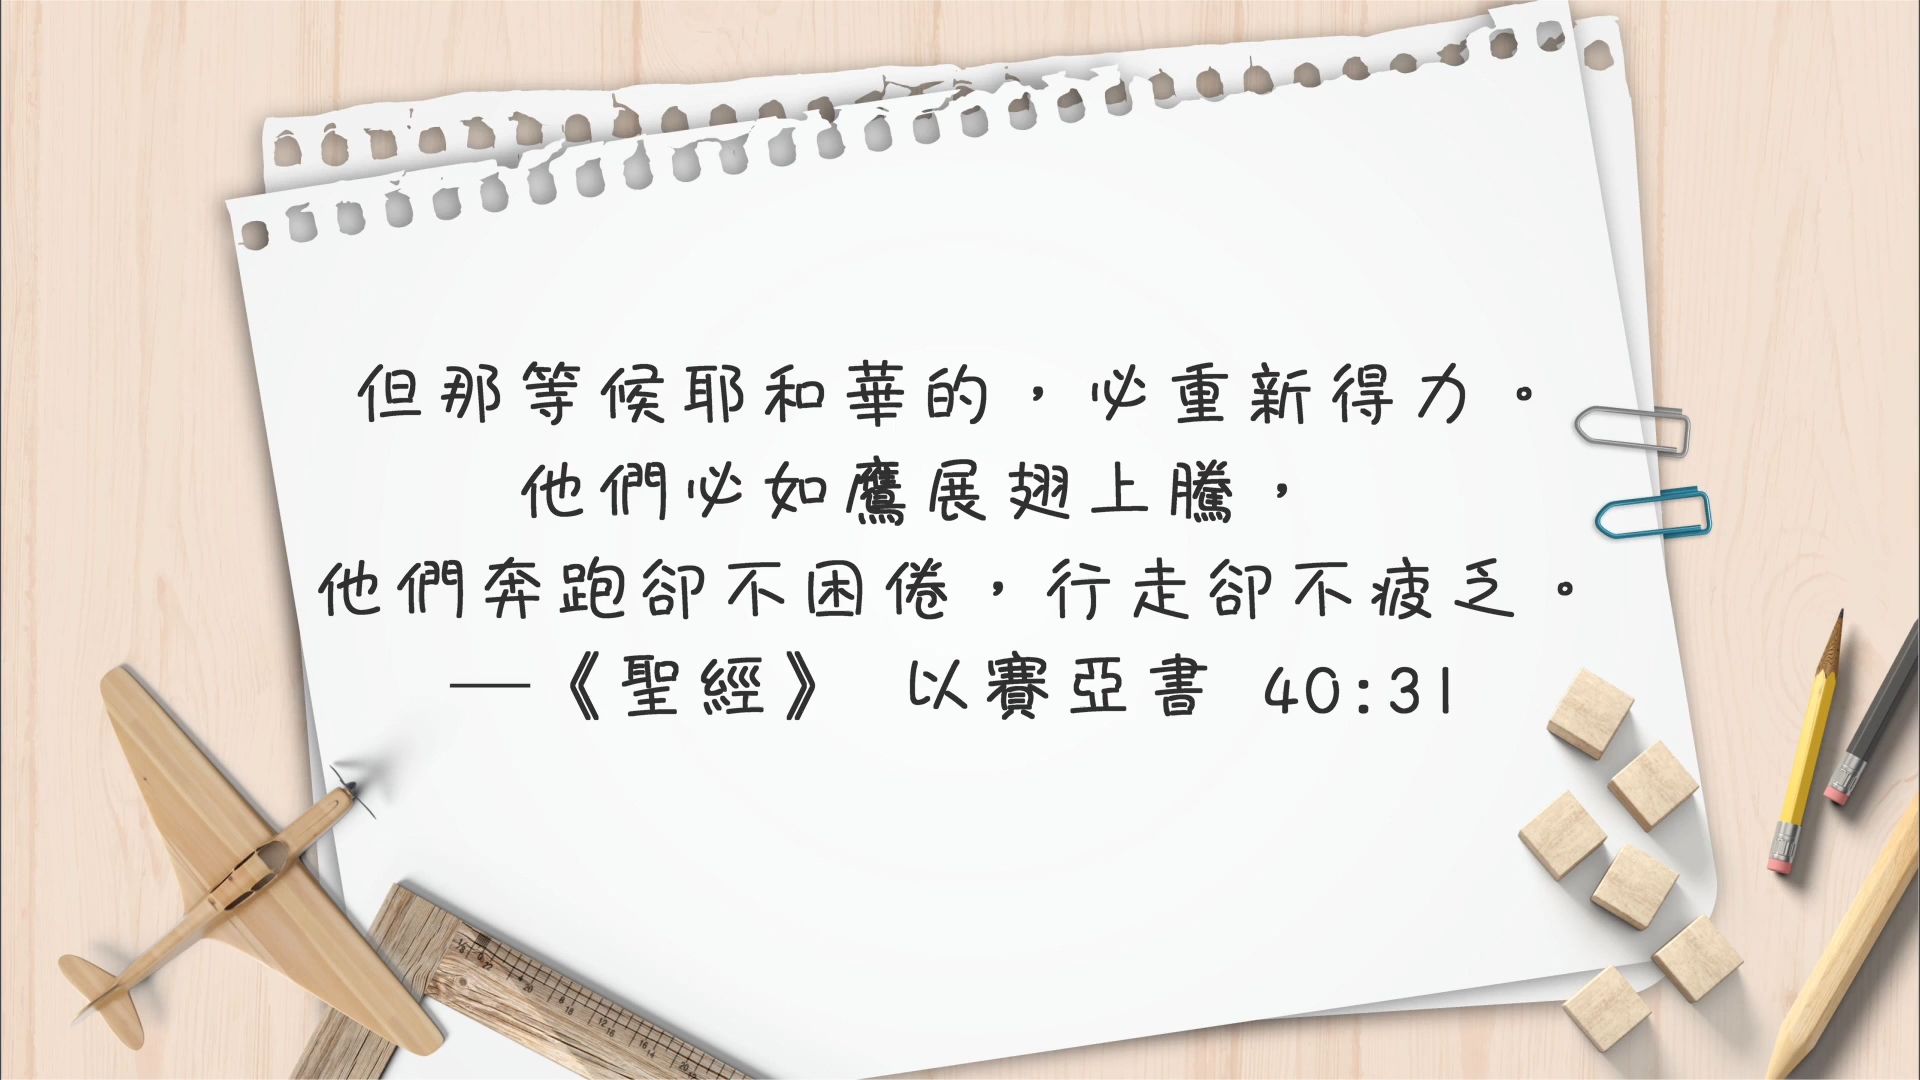 但那等候耶和華的，必重新得力。
他們必如鷹展翅上騰，
他們奔跑卻不困倦，行走卻不疲乏。
—《聖經》 以賽亞書 40:31